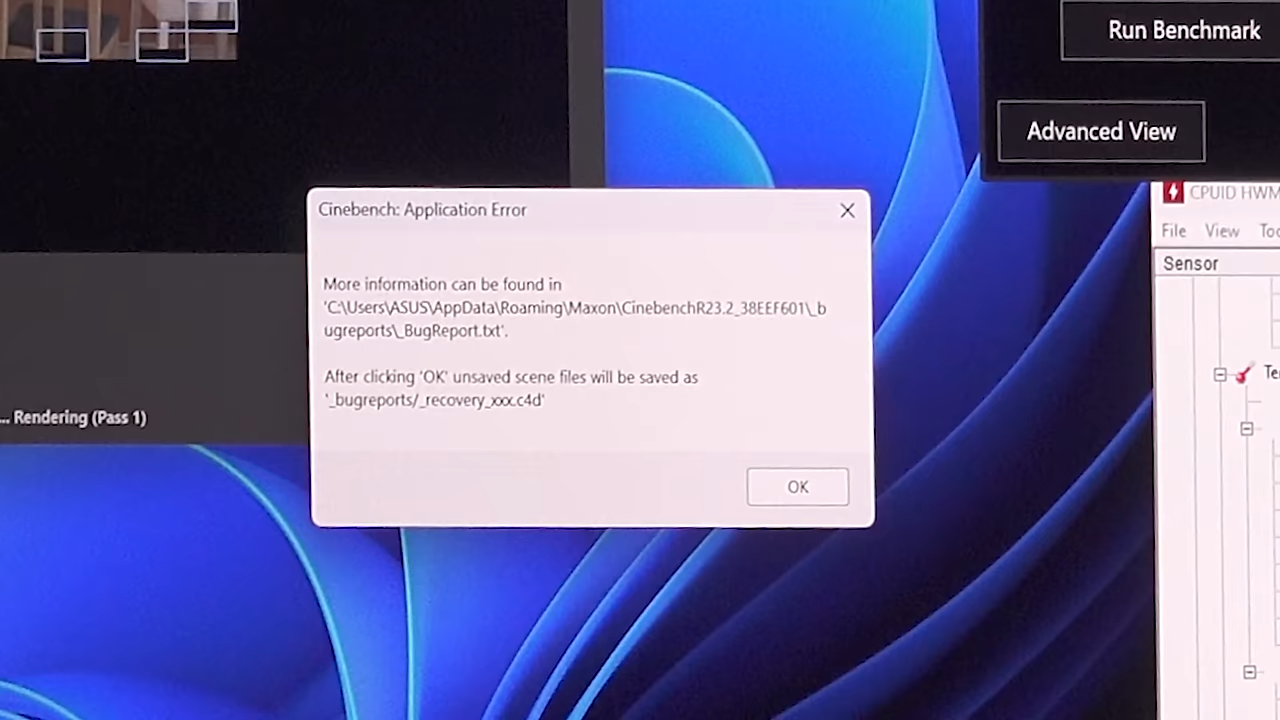 Run Benchmark
Advanced View
Cinebench: Application Error
CPUID HWM
File View Too
Sensor
More information can be found in
'C:\Users\ASUS\AppData\Roaming\Maxon\CinebenchR23.2_38EEF601\_b
ugreports\_BugReport.txt'.
After clicking 'OK' unsaved scene files will be saved as
'_bugreports/_recovery_xxx.c4d'
Te
... Rendering (Pass 1)
OK